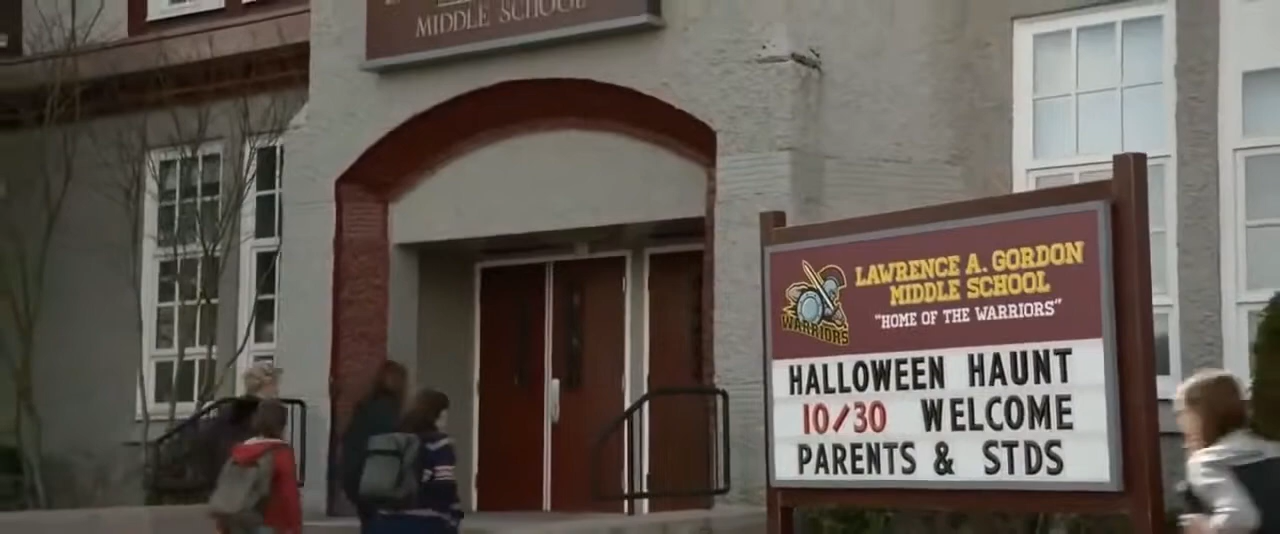 MIDDLE SCHOOL
LAWRENCE A. GORDON
MIDDLE SCHOOL
"HOME OF THE WARRIORS"
WARRIORS
HALLOWEEN HAUNT
10/30 WELCOME
PARENTS & STDS